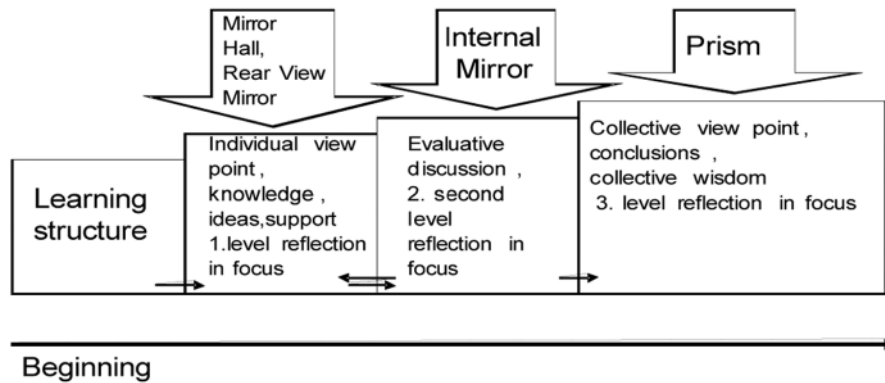 Mirror
Hall,
Rear View
Mirror
Internal
Mirror
Prism
Learning
structure
Individual view
point,
knowledge,
ideas,support
1.level reflection
in focus
Evaluative
discussion,
2. second
level
reflection in
focus
Collective view point,
conclusions,
collective wisdom
3. level reflection in focus
Beginning